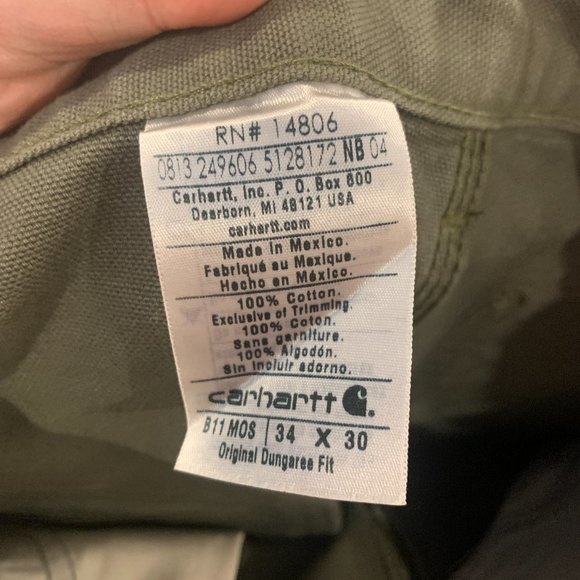 RN# 14806
0813 249606 5128172 NB 04
Carhartt, Inc. P. O. Box 600
Dearborn, MI 48121 USA
carhartt.com
Made in Mexico.
Fabriqué au Mexique.
Hecho en México.
100% Cotton.
Exclusive of Trimming.
100% Coton.
Sans garniture.
100% Algodón.
Sin incluir adorno.
carhartt
B11 MOS 34 X 30
Original Dungaree Fit